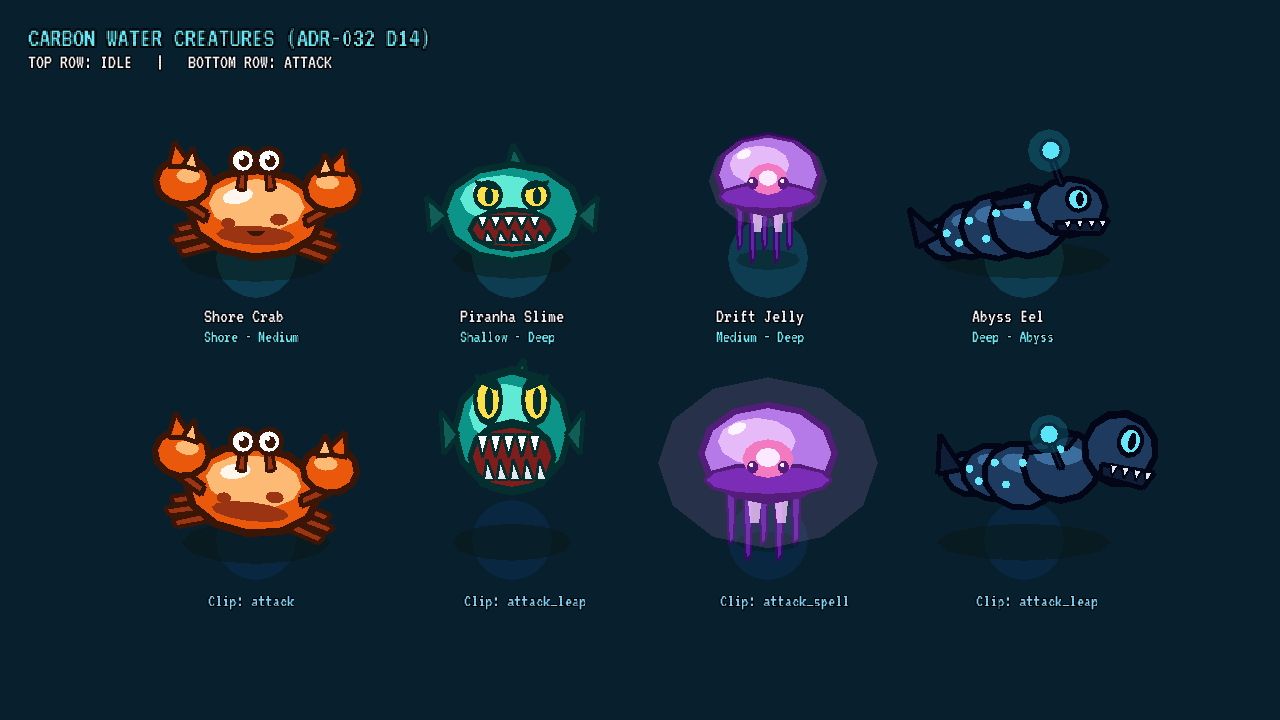 CARBON WATER CREATURES (ADR-032 D14)
TOP ROW: IDLE | BOTTOM ROW: ATTACK
Shore Crab
Shore - Medium
Piranha Slime
Shallow - Deep
Drift Jelly
Medium - Deep
Abyss Eel
Deep - Abyss
Clip: attack
Clip: attack_leap
Clip: attack_spell
Clip: attack_leap